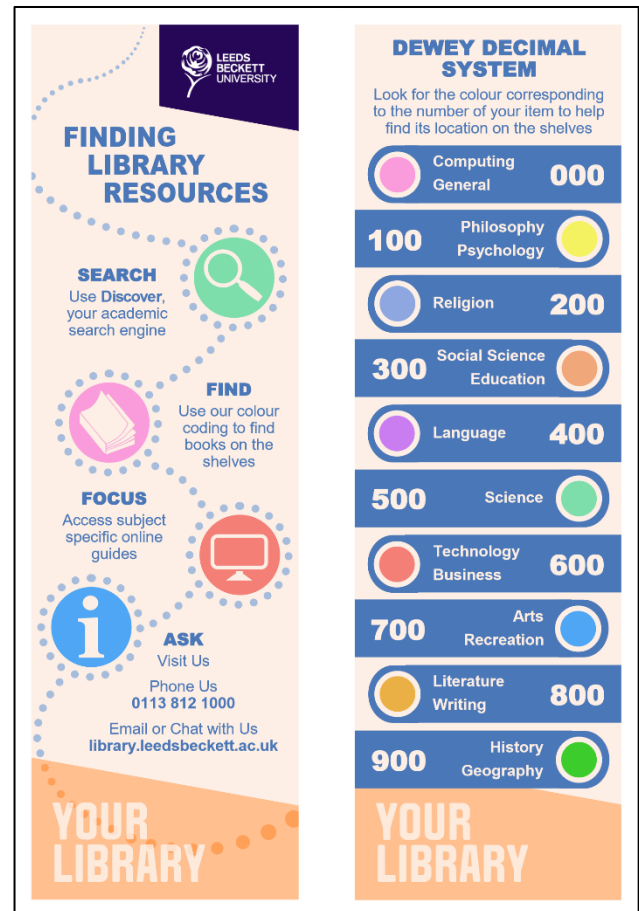 LEEDS
BECKETT
UNIVERSITY
FINDING
LIBRARY
RESOURCES
SEARCH
Use Discover,
your academic
search engine
FIND
Use our colour
coding to find
books on the
shelves
FOCUS
Access subject
specific online
guides
i
ASK
Visit Us
Phone Us
0113 812 1000
Email or Chat with Us
library.leedsbeckett.ac.uk
YOUR
LIBRARY
DEWEY DECIMAL
SYSTEM
Look for the colour corresponding
to the number of your item to help
find its location on the shelves
Computing
General 000
100 Philosophy
Psychology
Religion 200
300 Social Science
Education
Language 400
500 Science
Technology
Business 600
700 Arts
Recreation
Literature
Writing 800
900 History
Geography
YOUR
LIBRARY